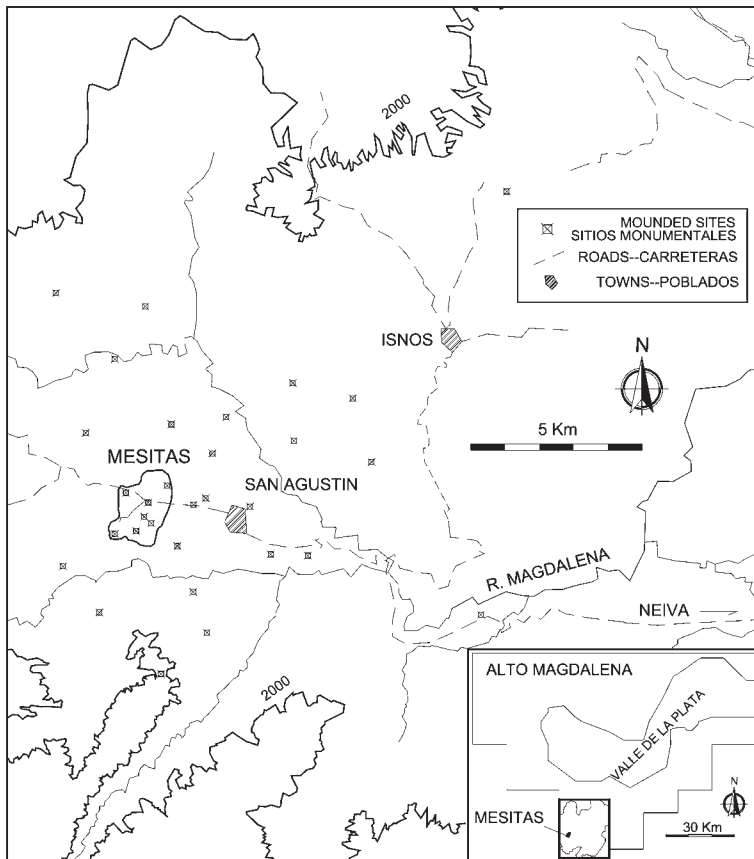 2000
MOUNDED SITES
SITIOS MONUMENTALES
ROADS--CARRETERAS
TOWNS--POBLADOS
ISNOS
N
5 Km
MESITAS
SAN AGUSTIN
R. MAGDALENA
NEIVA
2000
ALTO MAGDALENA
VALLE DE LA PLATA
N
MESITAS
30 Km